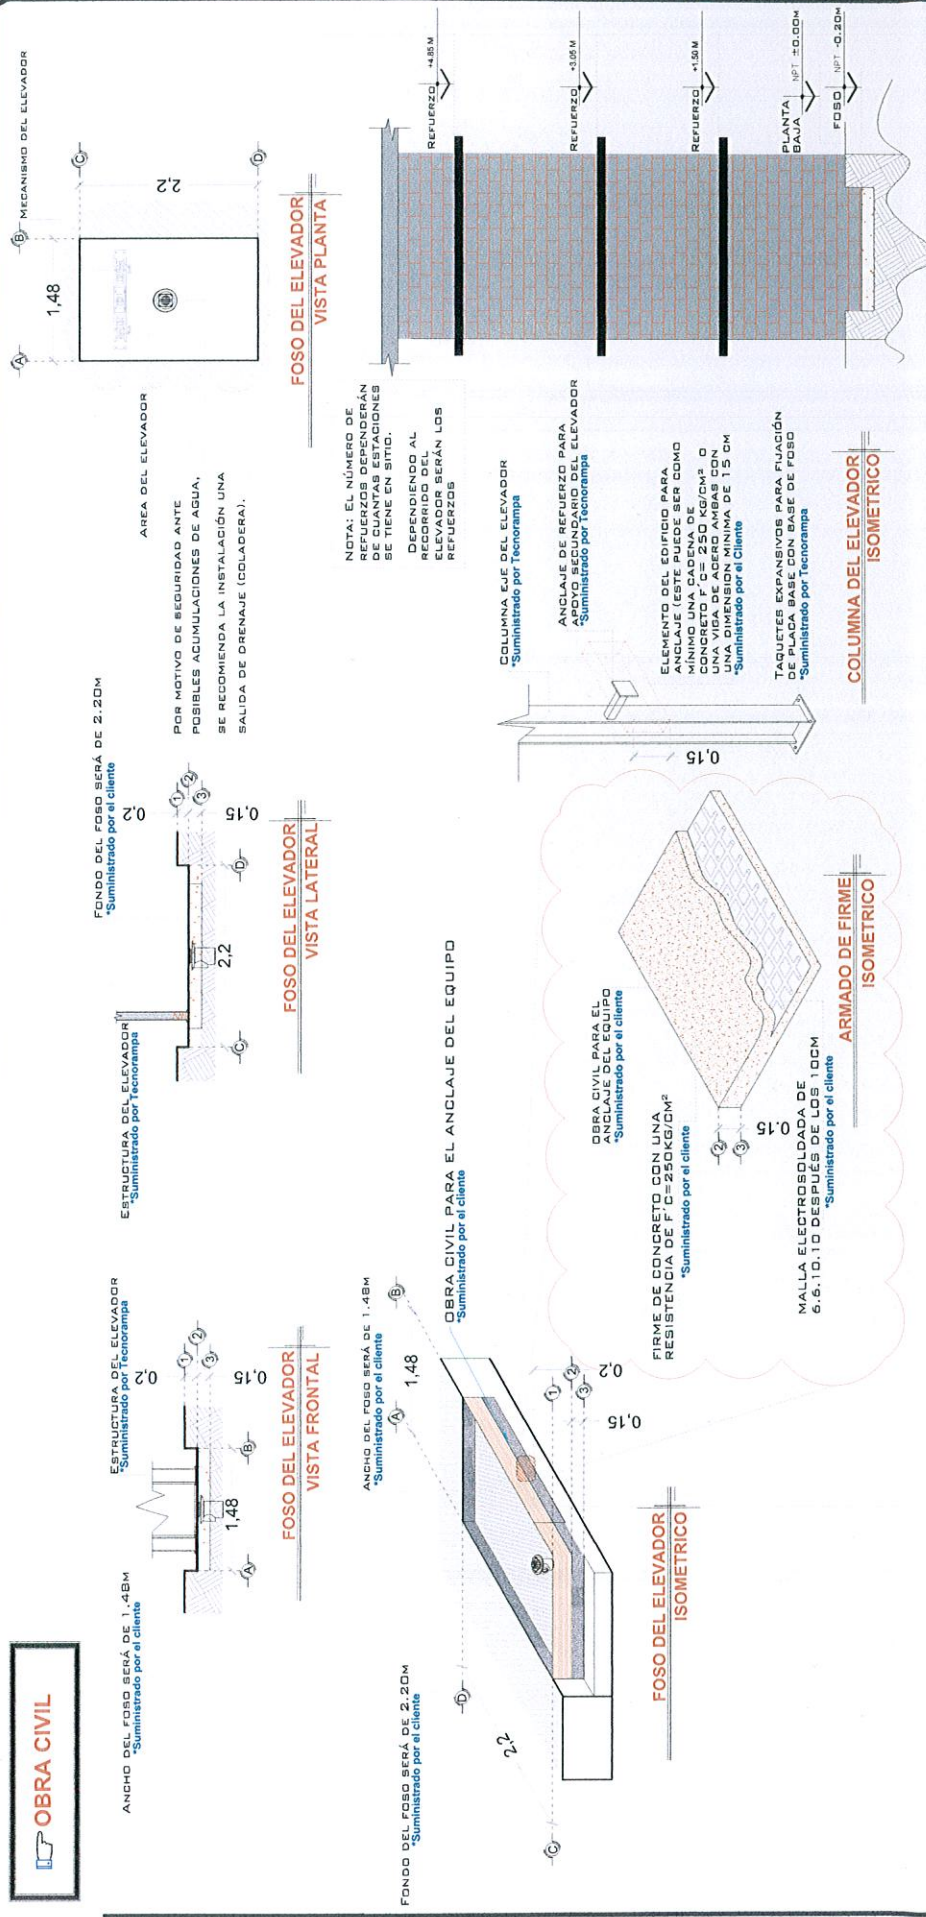 OBRA CIVIL
ANCHO DEL FOSO SERÁ DE 1.48M
*Suministrado por el cliente
ESTRUCTURA DEL ELEVADOR
*Suministrado por Tecnorampa
0,2
1
2
3
0,15
1,48
A
B
FOSO DEL ELEVADOR
VISTA FRONTAL
ESTRUCTURA DEL ELEVADOR
*Suministrado por Tecnorampa
FONDO DEL FOSO SERÁ DE 2.20M
*Suministrado por el cliente
0,2
1
2
3
0,15
2,2
C
D
FOSO DEL ELEVADOR
VISTA LATERAL
POR MOTIVO DE SEGURIDAD ANTE
POSIBLES ACUMULACIONES DE AGUA,
SE RECOMIENDA LA INSTALACIÓN UNA
SALIDA DE DRENAJE (COLADERA).
AREA DEL ELEVADOR
MECANISMO DEL ELEVADOR
A
B
1,48
C
D
2,2
FOSO DEL ELEVADOR
VISTA PLANTA
FONDO DEL FOSO SERÁ DE 2.20M
*Suministrado por el cliente
ANCHO DEL FOSO SERÁ DE 1.48M
*Suministrado por el cliente
OBRA CIVIL PARA EL ANCLAJE DEL EQUIPO
*Suministrado por el cliente
A
B
1,48
C
D
2,2
1
2
3
0,2
0,15
FOSO DEL ELEVADOR
ISOMETRICO
OBRA CIVIL PARA EL
ANCLAJE DEL EQUIPO
*Suministrado por el cliente
FIRME DE CONCRETO CON UNA
RESISTENCIA DE F'C=250KG/CM²
*Suministrado por el cliente
2
3
0.15
MALLA ELECTROSOLDADA DE
6.6.10.10 DESPUÉS DE LOS 10CM
*Suministrado por el cliente
ARMADO DE FIRME
ISOMETRICO
NOTA: EL NÚMERO DE
REFUERZOS DEPENDERÁN
DE CUANTAS ESTACIONES
SE TIENE EN SITIO.
DEPENDIENDO AL
RECORRIDO DEL
ELEVADOR SERÁN LOS
REFUERZOS
COLUMNA EJE DEL ELEVADOR
*Suministrado por Tecnorampa
ANCLAJE DE REFUERZO PARA
APOYO SECUNDARIO DEL ELEVADOR
*Suministrado por Tecnorampa
0,15
ELEMENTO DEL EDIFICIO PARA
ANCLAJE (ESTE PUEDE SER COMO
MÍNIMO UNA CADENA DE
CONCRETO F'C= 250 KG/CM² O
UNA VIGA DE ACERO AMBAS CON
UNA DIMENSION MINIMA DE 15 CM
*Suministrado por el Cliente
TAQUETES EXPANSIVOS PARA FIJACIÓN
DE PLACA BASE CON BASE DE FOSO
*Suministrado por Tecnorampa
COLUMNA DEL ELEVADOR
ISOMETRICO
REFUERZO +4.85 M
REFUERZO +3.05 M
REFUERZO +1.50 M
PLANTA
BAJA NPT ±0.00M
FOSO NPT -0.20M